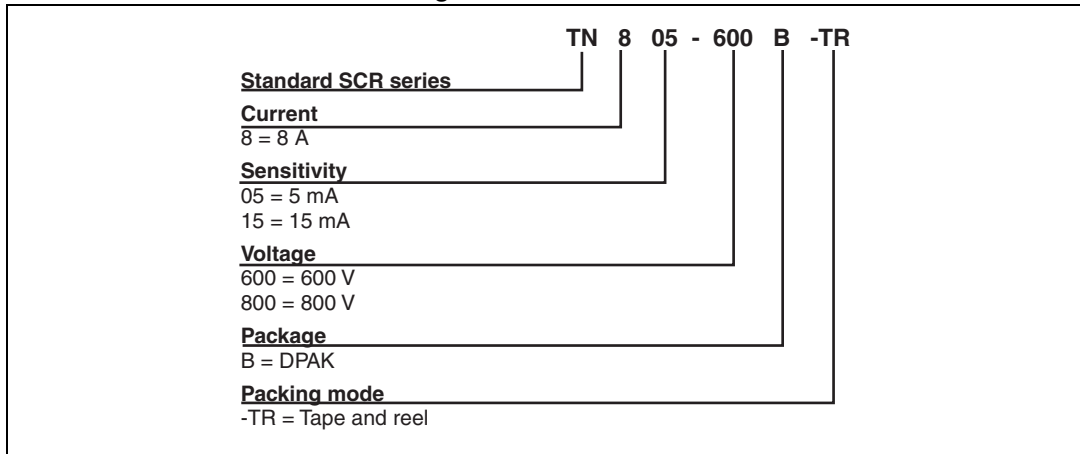 TN 8 05 - 600 B -TR
Standard SCR series
Current
8 = 8 A
Sensitivity
05 = 5 mA
15 = 15 mA
Voltage
600 = 600 V
800 = 800 V
Package
B = DPAK
Packing mode
-TR = Tape and reel